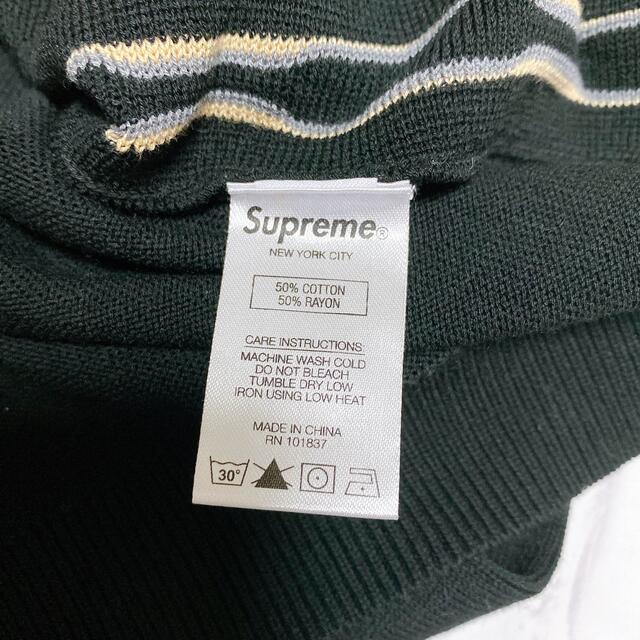 Supreme®
NEW YORK CITY
50% COTTON
50% RAYON
CARE INSTRUCTIONS:
MACHINE WASH COLD
DO NOT BLEACH
TUMBLE DRY LOW
IRON USING LOW HEAT
MADE IN CHINA
RN 101837
30°